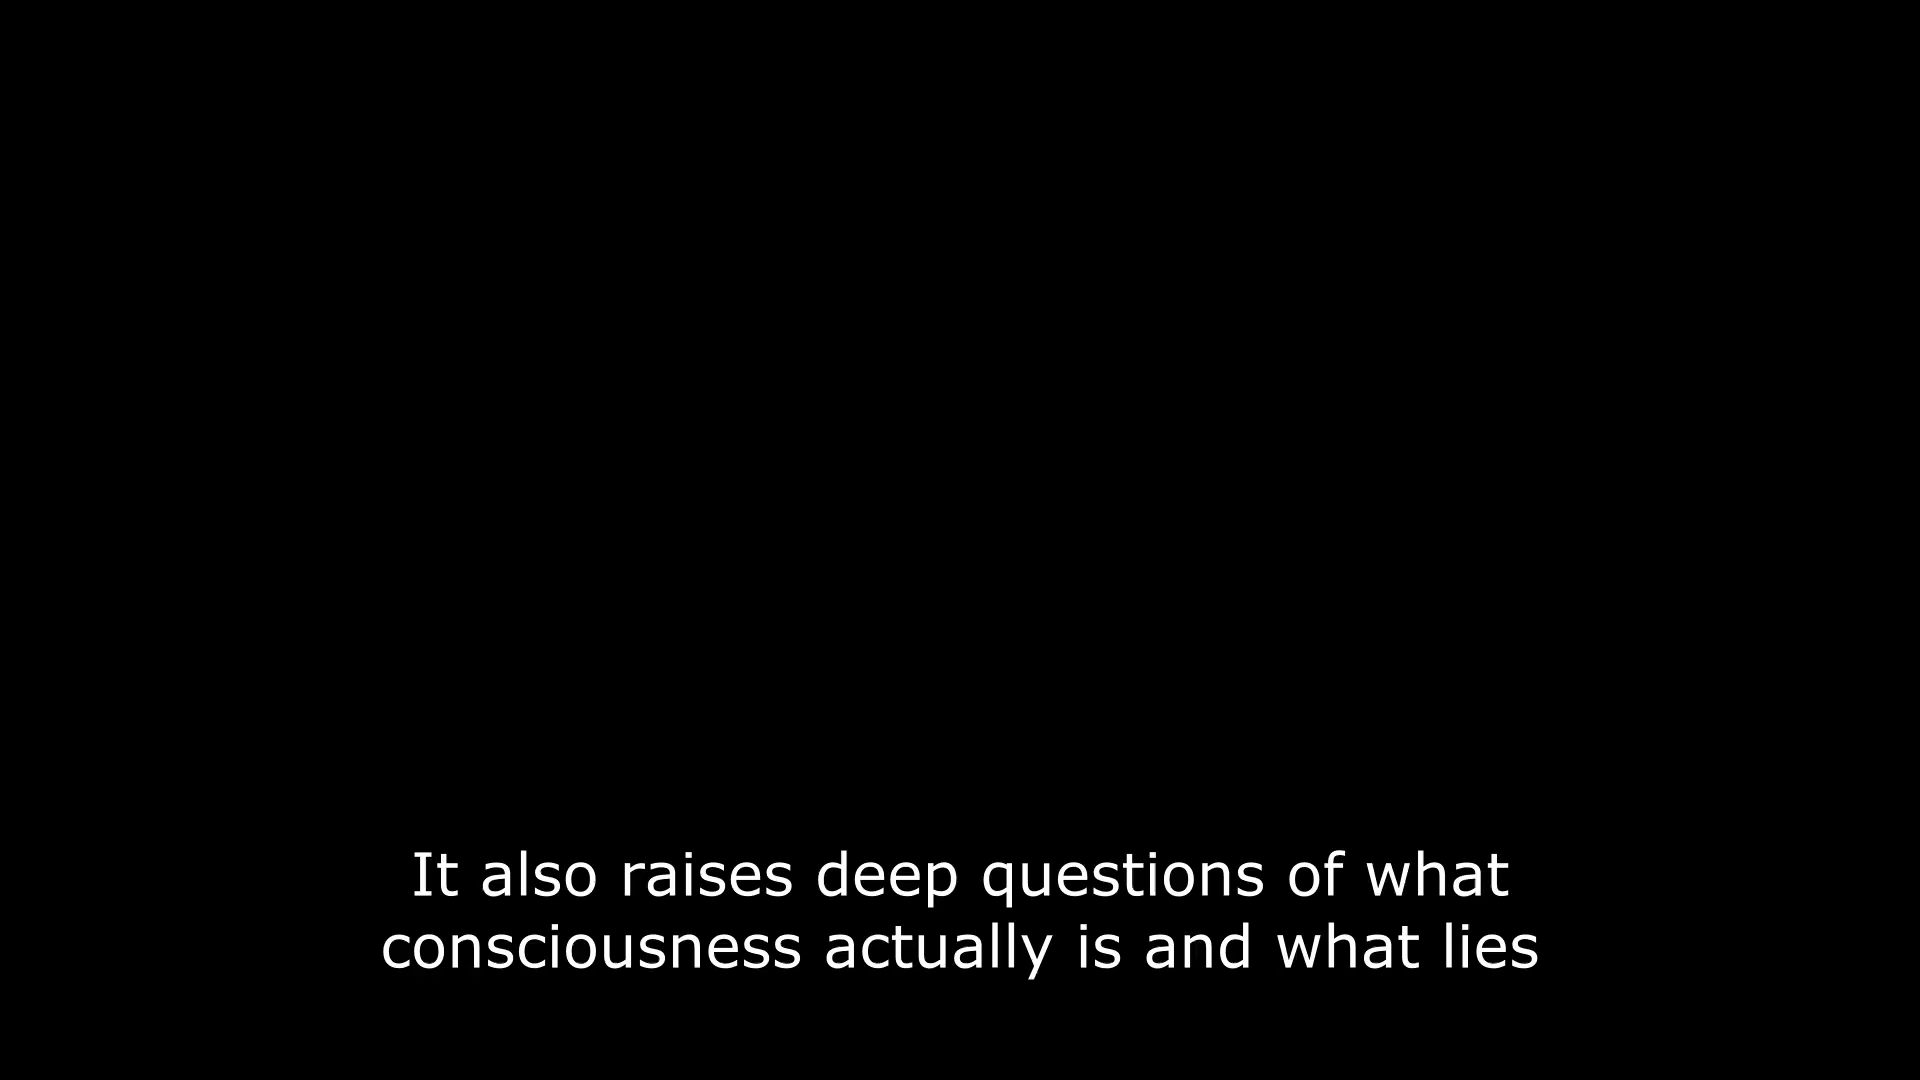 It also raises deep questions of what
consciousness actually is and what lies